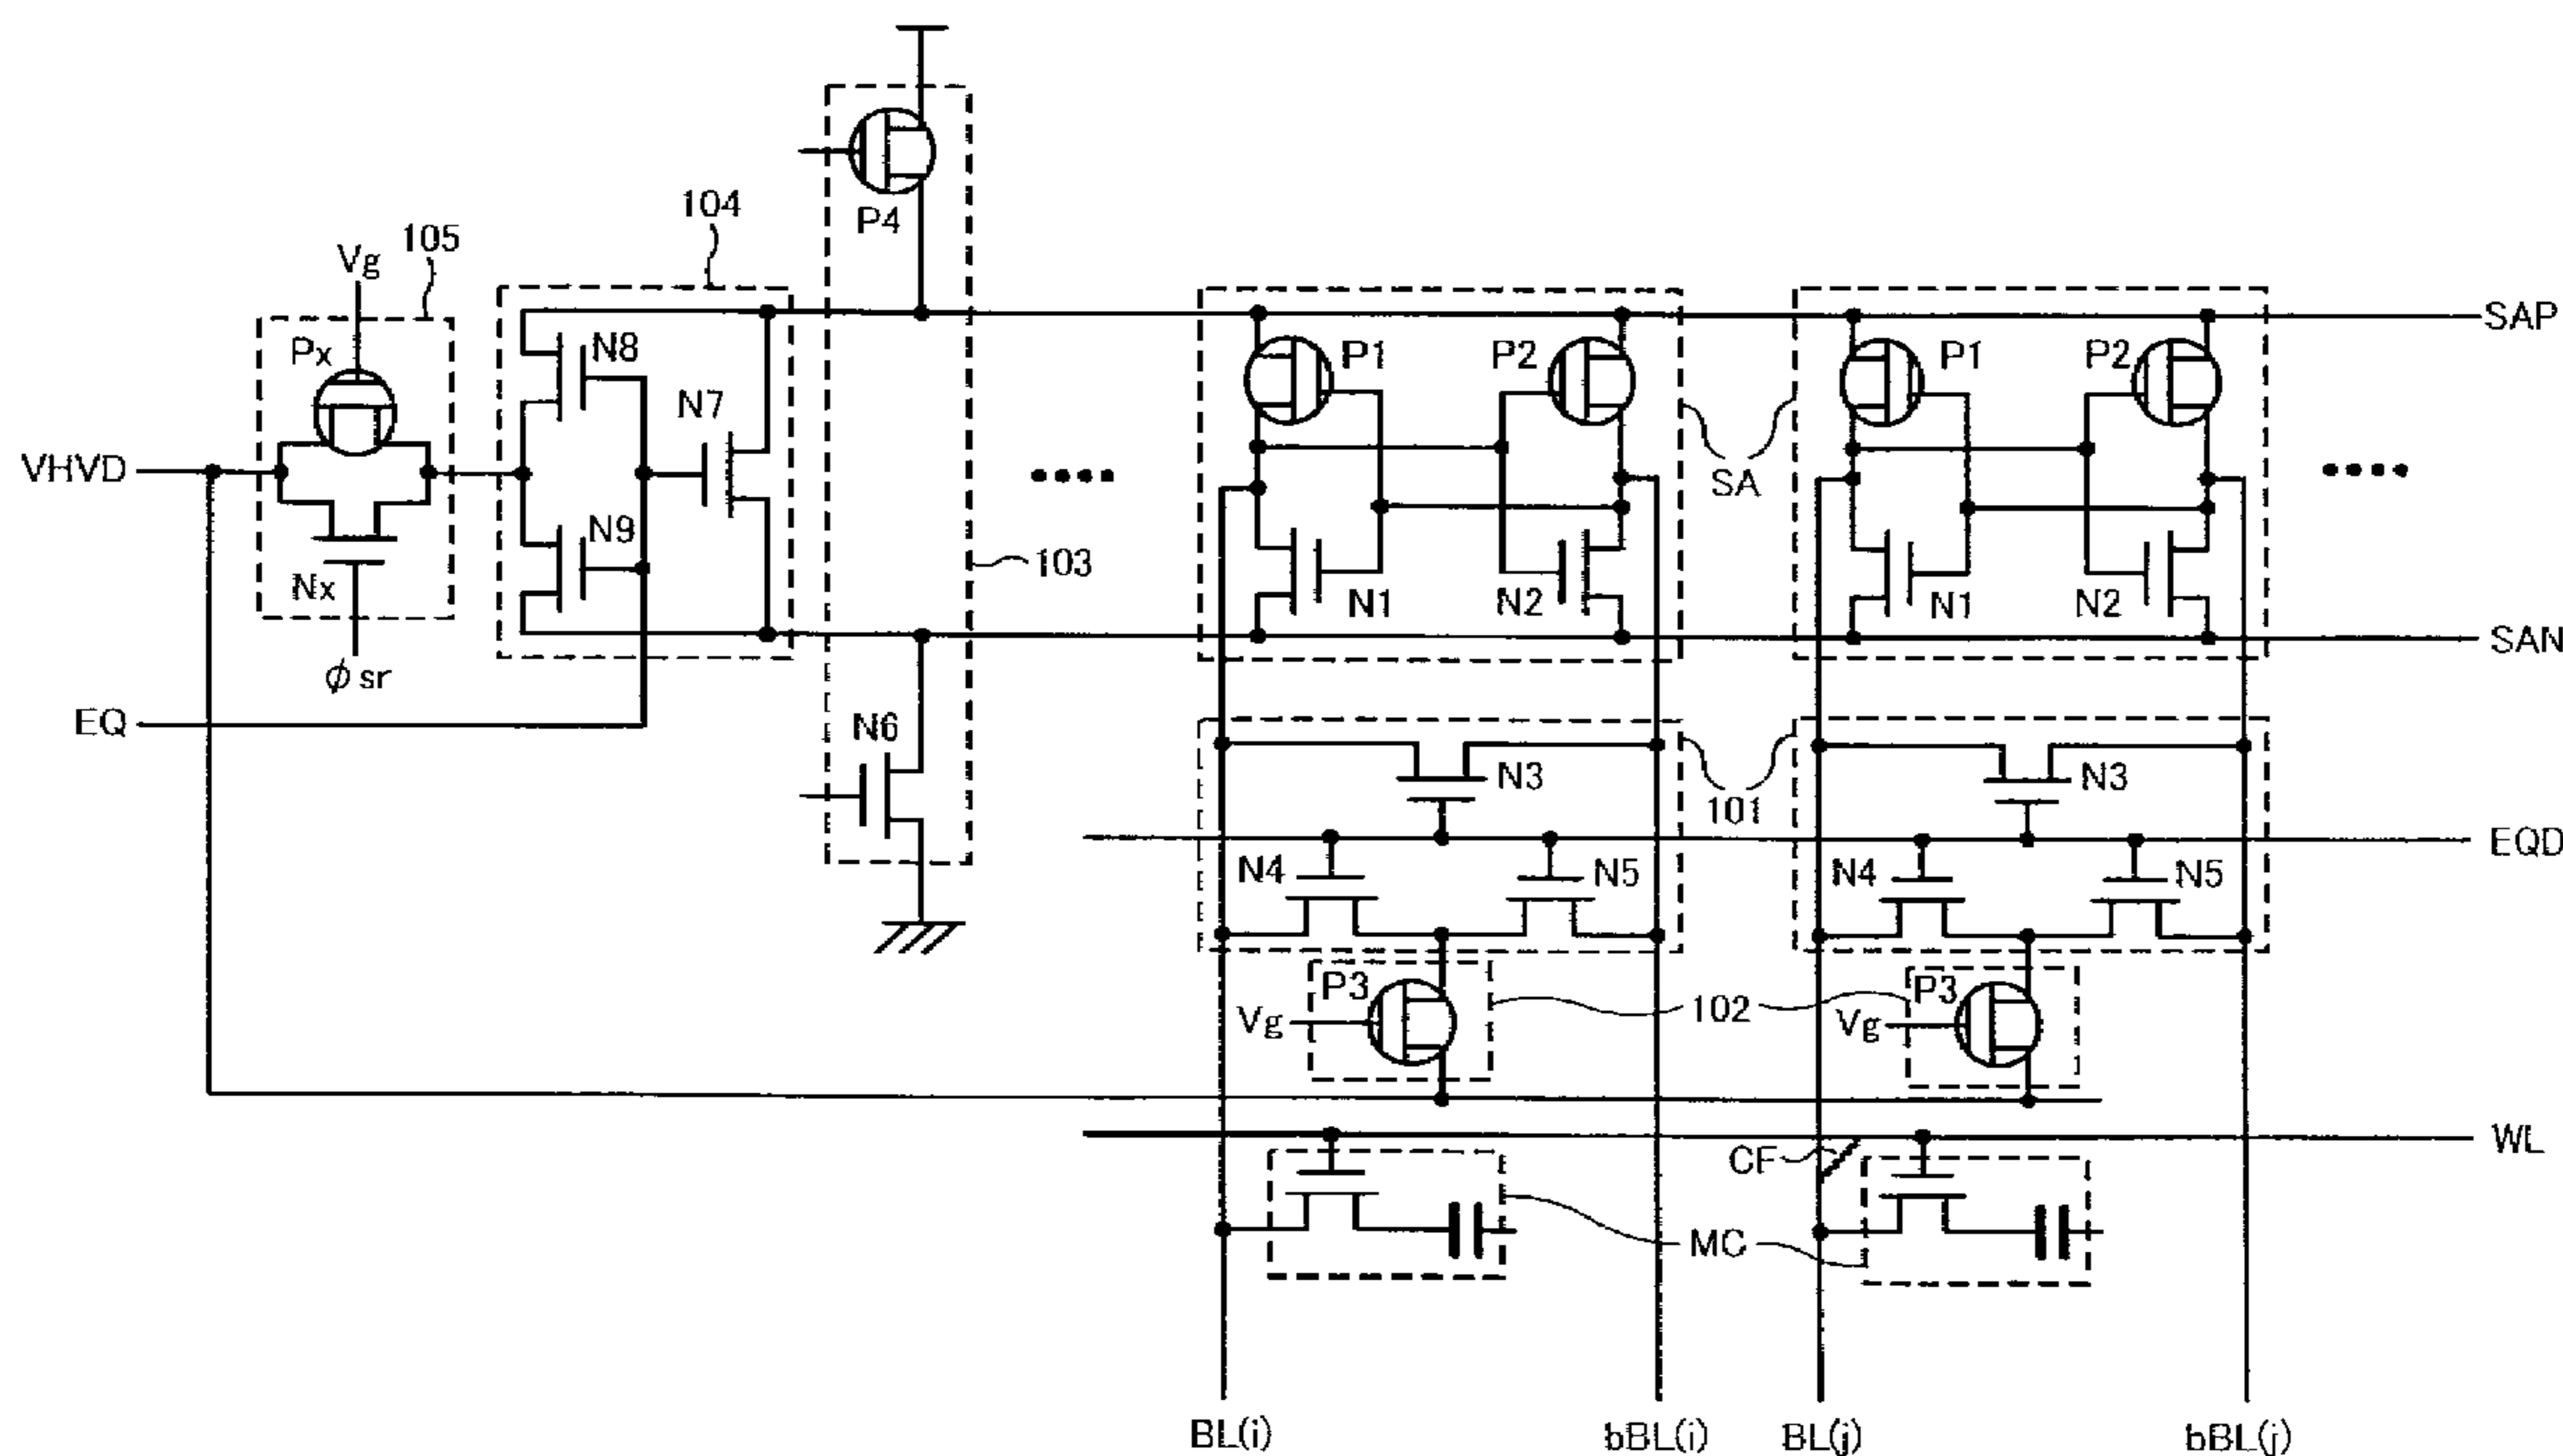 P4
104
105
Vg
Px
N8
N7
P1
P2
P1
P2
SAP
VHVD
SA
N9
103
Nx
N1
N2
N1
N2
SAN
φsr
EQ
N6
N3
N3
101
EQD
N4
N5
N4
N5
P3
P3
102
Vg
Vg
CF
WL
MC
BL(i)
bBL(i)
BL(j)
bBL(j)